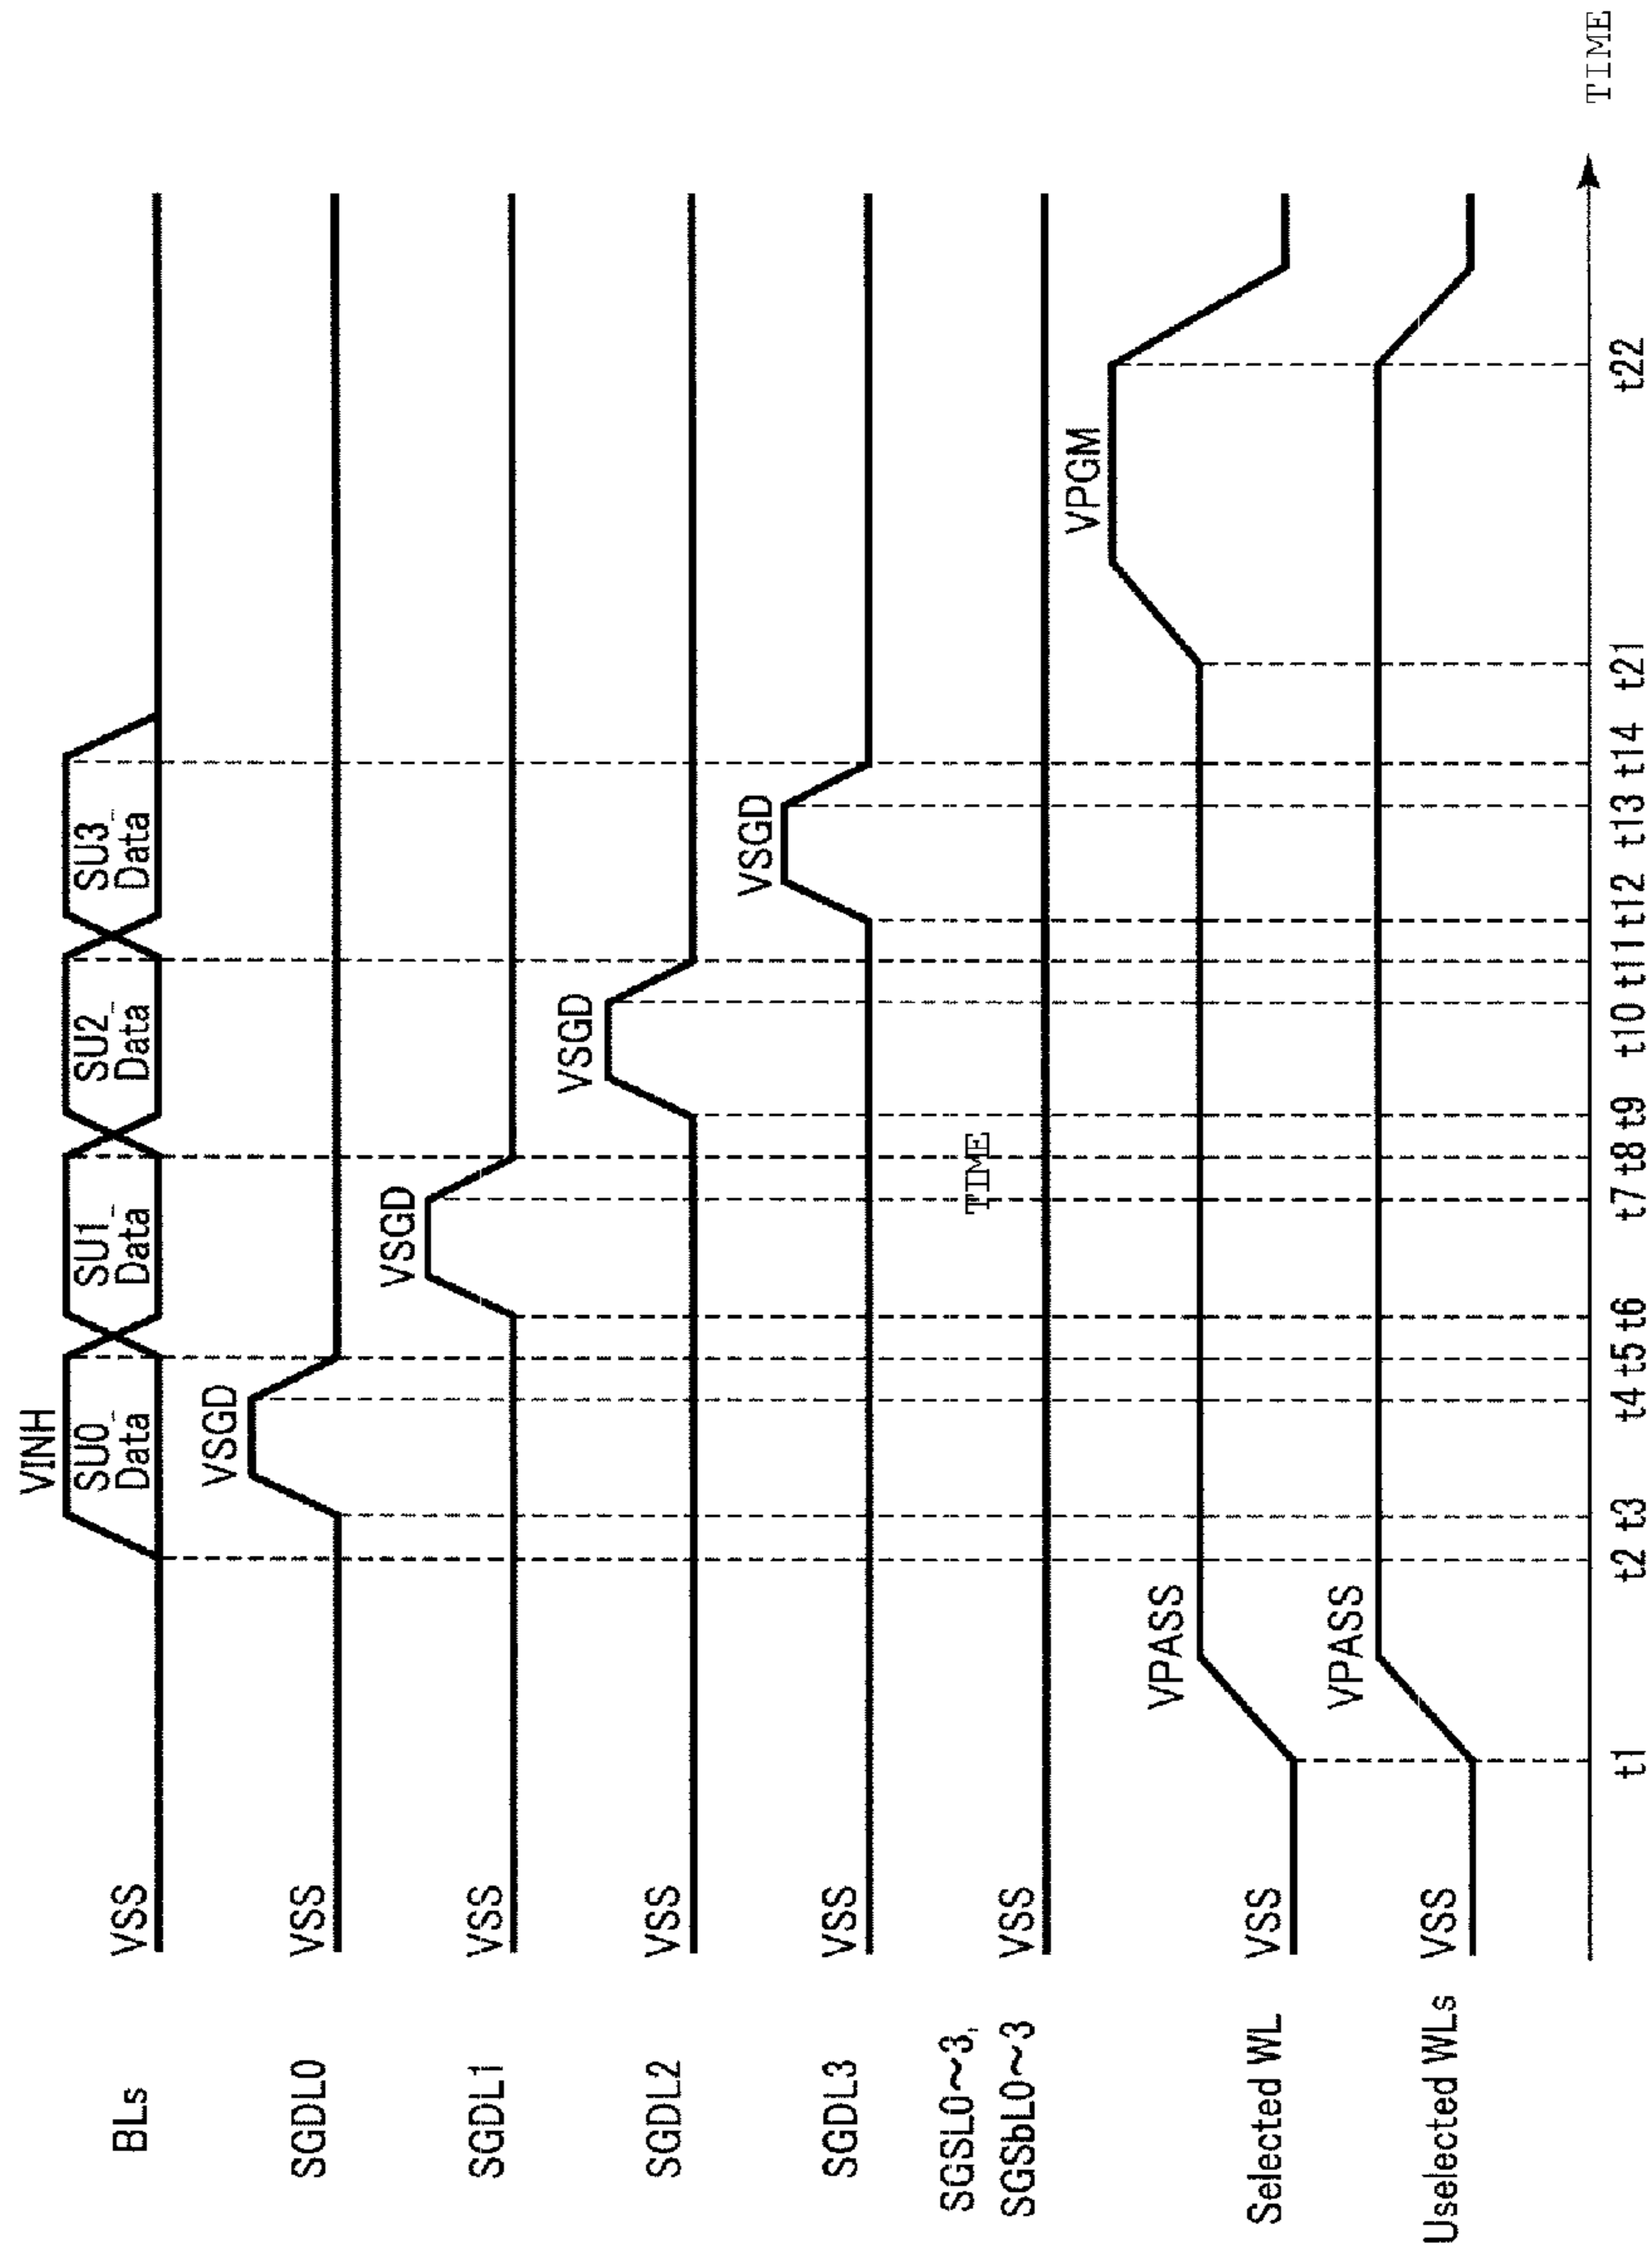 VINH
BLs
VSS
SU0_
Data
SU1_
Data
SU2_
Data
SU3_
Data
SGDL0
VSS
VSGD
SGDL1
VSS
VSGD
SGDL2
VSS
VSGD
SGDL3
VSS
VSGD
SGSL0~3,
SGSbL0~3
VSS
TIME
Selected WL
VSS
VPASS
VPGM
Uselected WLs
VSS
VPASS
t1 t2 t3 t4 t5 t6 t7 t8 t9 t10 t11 t12 t13 t14 t21 t22
TIME